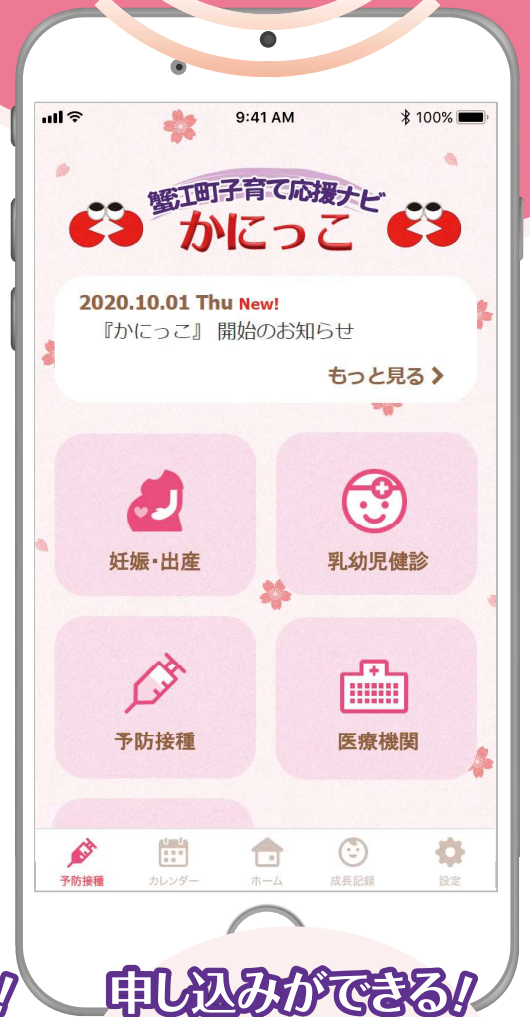 9:41 AM
100%
蟹江町子育て応援ナビ
かにっこ
2020.10.01 Thu New!
『かにっこ』 開始のお知らせ
もっと見る
妊娠・出産
乳幼児健診
予防接種
医療機関
予防接種
カレンダー
ホーム
成長記録
設定
!
申し込みができる!